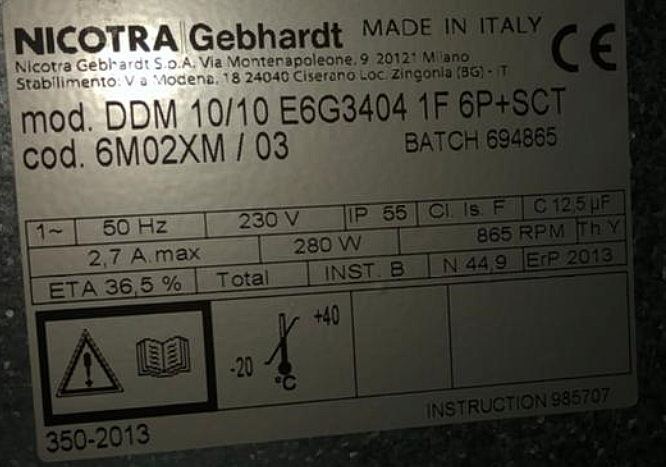 NICOTRA Gebhardt MADE IN ITALY CE
Nicotra Gebhardt S.p.A. Via Montenapoleone, 9 20121 Milano
Stabilimento: Via Modena, 18 24040 Ciserano Loc. Zingonia (BG) - IT
mod. DDM 10/10 E6G3404 1F 6P+SCT
cod. 6M02XM / 03 BATCH 694865
1~ 50 Hz 230 V IP 55 Cl. Is. F C 12,5 µF
2,7 A.max 280 W 865 RPM Th Y
ETA 36,5 % Total INST. B N 44,9 ErP 2013
+40
-20
°C
350-2013 INSTRUCTION 985707